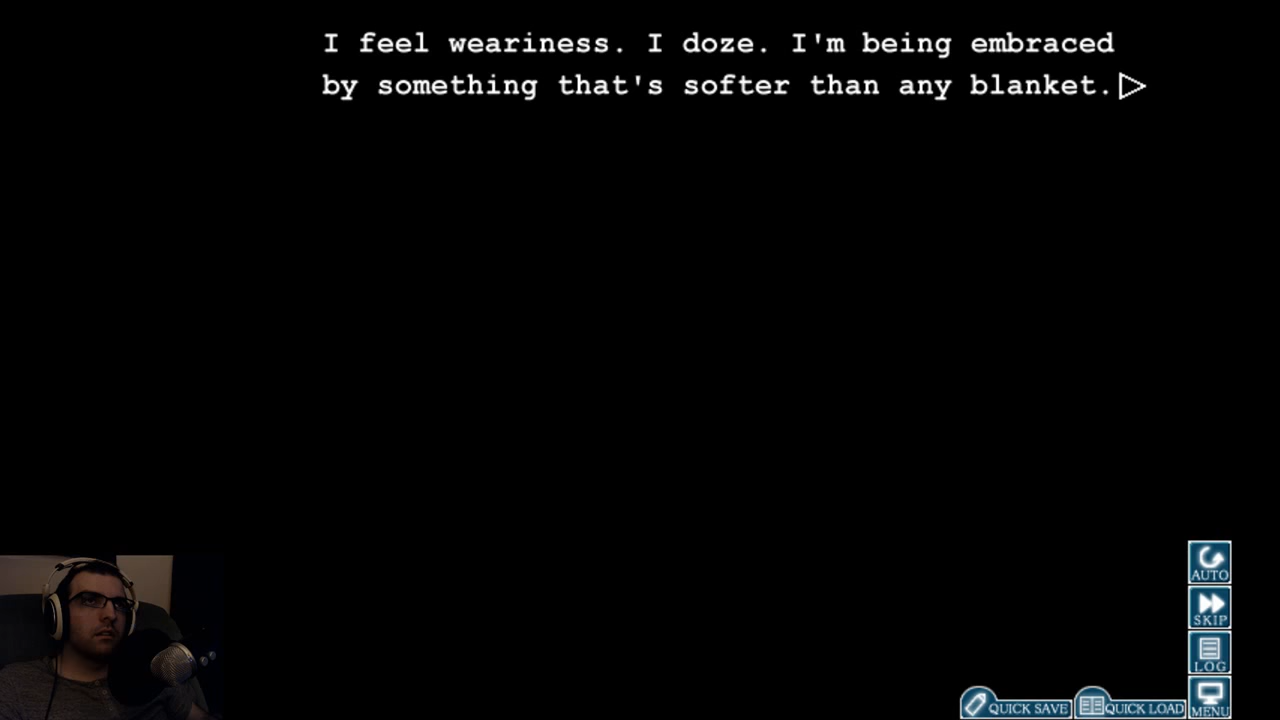 I feel weariness. I doze. I'm being embraced
by something that's softer than any blanket.
AUTO
SKIP
LOG
QUICK SAVE
QUICK LOAD
MENU